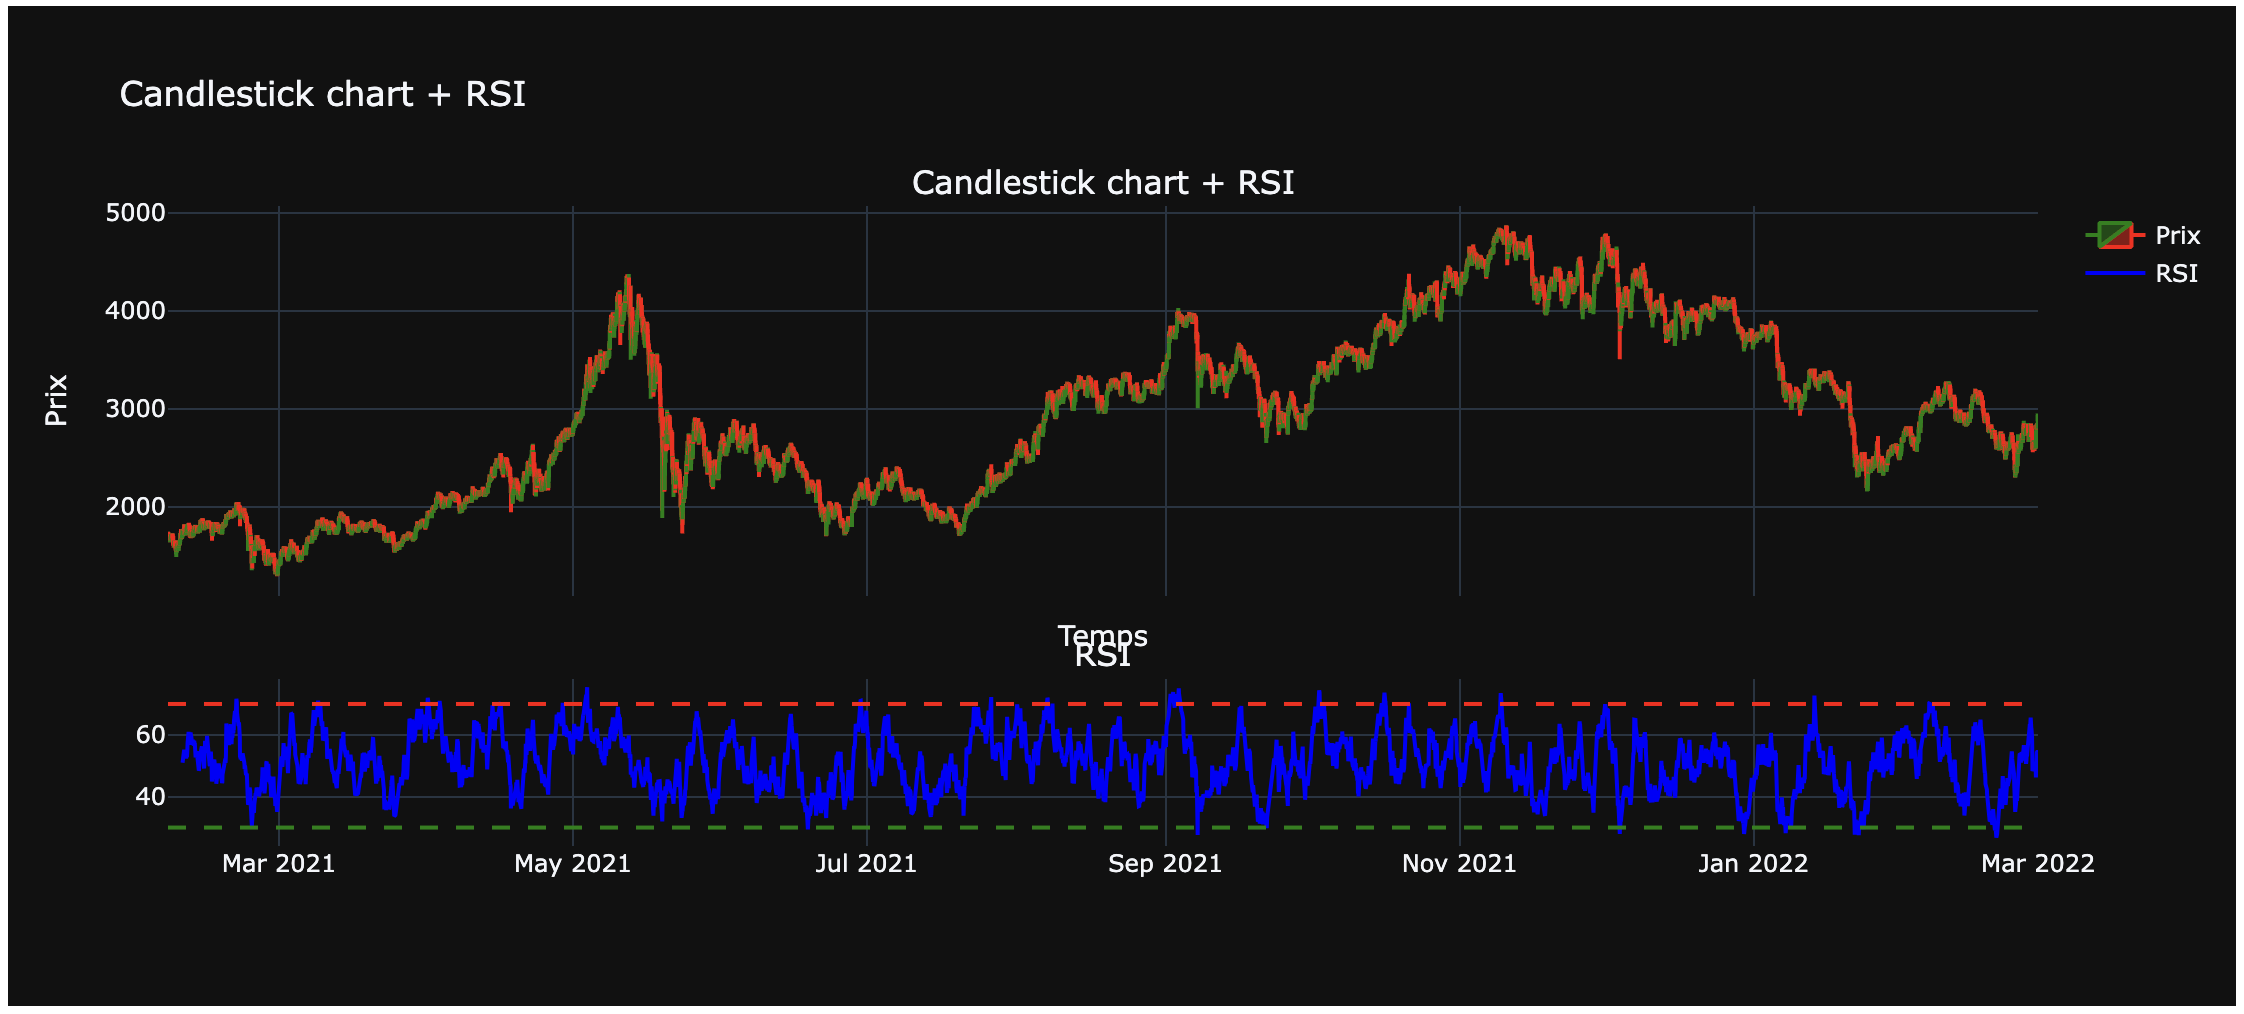 Candlestick chart + RSI
Candlestick chart + RSI
5000
4000
3000
2000
Prix
Prix
RSI
Temps
RSI
60
40
Mar 2021
May 2021
Jul 2021
Sep 2021
Nov 2021
Jan 2022
Mar 2022